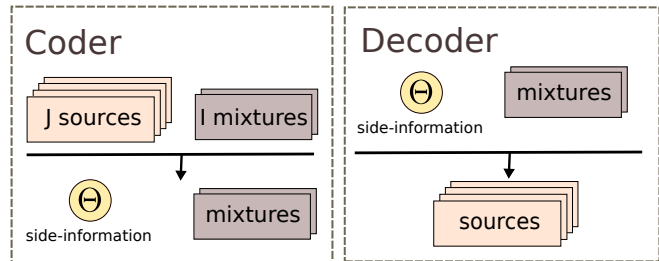 Coder
J sources
I mixtures
Θ
side-information
mixtures
Decoder
Θ
side-information
mixtures
sources